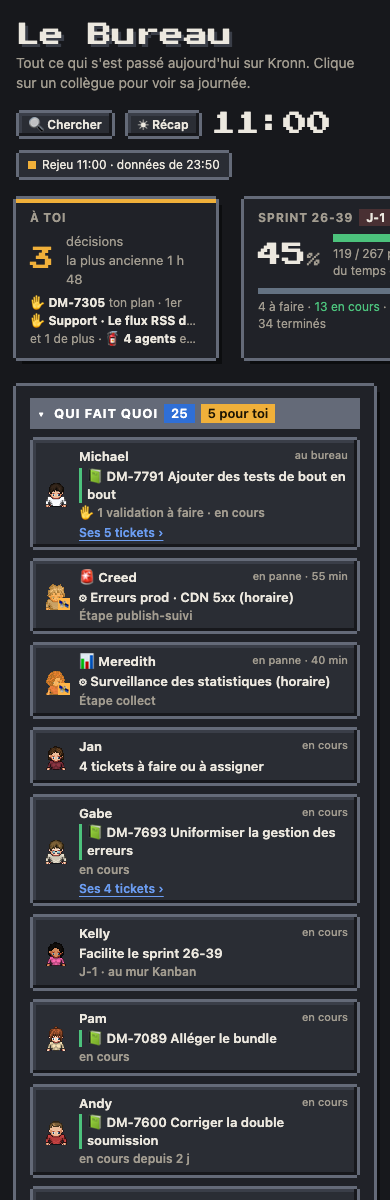 Le Bureau
Tout ce qui s'est passé aujourd'hui sur Kronn. Clique
sur un collègue pour voir sa journée.
Chercher
Récap
11:00
Rejeu 11:00 · données de 23:50
À TOI
3
décisions
la plus ancienne 1 h
48
DM-7305 ton plan · 1er
Support · Le flux RSS d…
et 1 de plus · 4 agents e…
SPRINT 26-39 J-1
45%
119 / 267 p
du temps
4 à faire · 13 en cours ·
34 terminés
QUI FAIT QUOI 25 5 pour toi
Michael au bureau
DM-7791 Ajouter des tests de bout en
bout
1 validation à faire · en cours
Ses 5 tickets ›
Creed en panne · 55 min
Erreurs prod · CDN 5xx (horaire)
Étape publish-suivi
Meredith en panne · 40 min
Surveillance des statistiques (horaire)
Étape collect
Jan en cours
4 tickets à faire ou à assigner
Gabe en cours
DM-7693 Uniformiser la gestion des
erreurs
en cours
Ses 4 tickets ›
Kelly en cours
Facilite le sprint 26-39
J-1 · au mur Kanban
Pam en cours
DM-7089 Alléger le bundle
en cours
Andy en cours
DM-7600 Corriger la double
soumission
en cours depuis 2 j